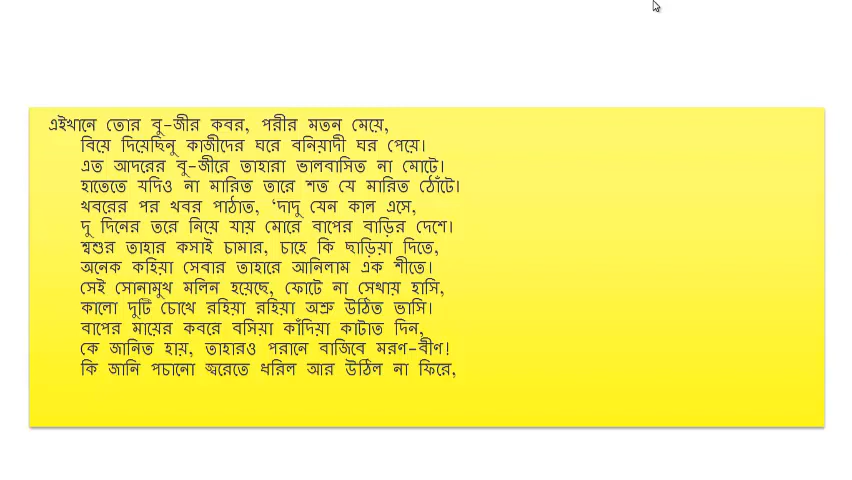 এইখানে তোর বু-জীর কবর, পরীর মতন মেয়ে,
বিয়ে দিয়েছিনু কাজীদের ঘরে বনিয়াদী ঘর পেয়ে।
এত আদরের বু-জীরে তাহারা ভালবাসিত না মোটে।
হাতেতে যদিও না মারিত তারে শত যে মারিত ঠোঁটে।
খবরের পর খবর পাঠাত, ‘দাদু যেন কাল এসে,
দু দিনের তরে নিয়ে যায় মোরে বাপের বাড়ির দেশে।
শ্বশুর তাহার কসাই চামার, চাহে কি ছাড়িয়া দিতে,
অনেক কহিয়া সেবার তাহারে আনিলাম এক শীতে।
সেই সোনামুখ মলিন হয়েছে, ফোটে না সেথায় হাসি,
কালো দুটি চোখে রহিয়া রহিয়া অশ্রু উঠিত ভাসি।
বাপের মায়ের কবরে বসিয়া কাঁদিয়া কাটাত দিন,
কে জানিত হায়, তাহারও পরানে বাজিবে মরণ-বীণ!
কি জানি পচানো জ্বরেতে ধরিল আর উঠিল না ফিরে,